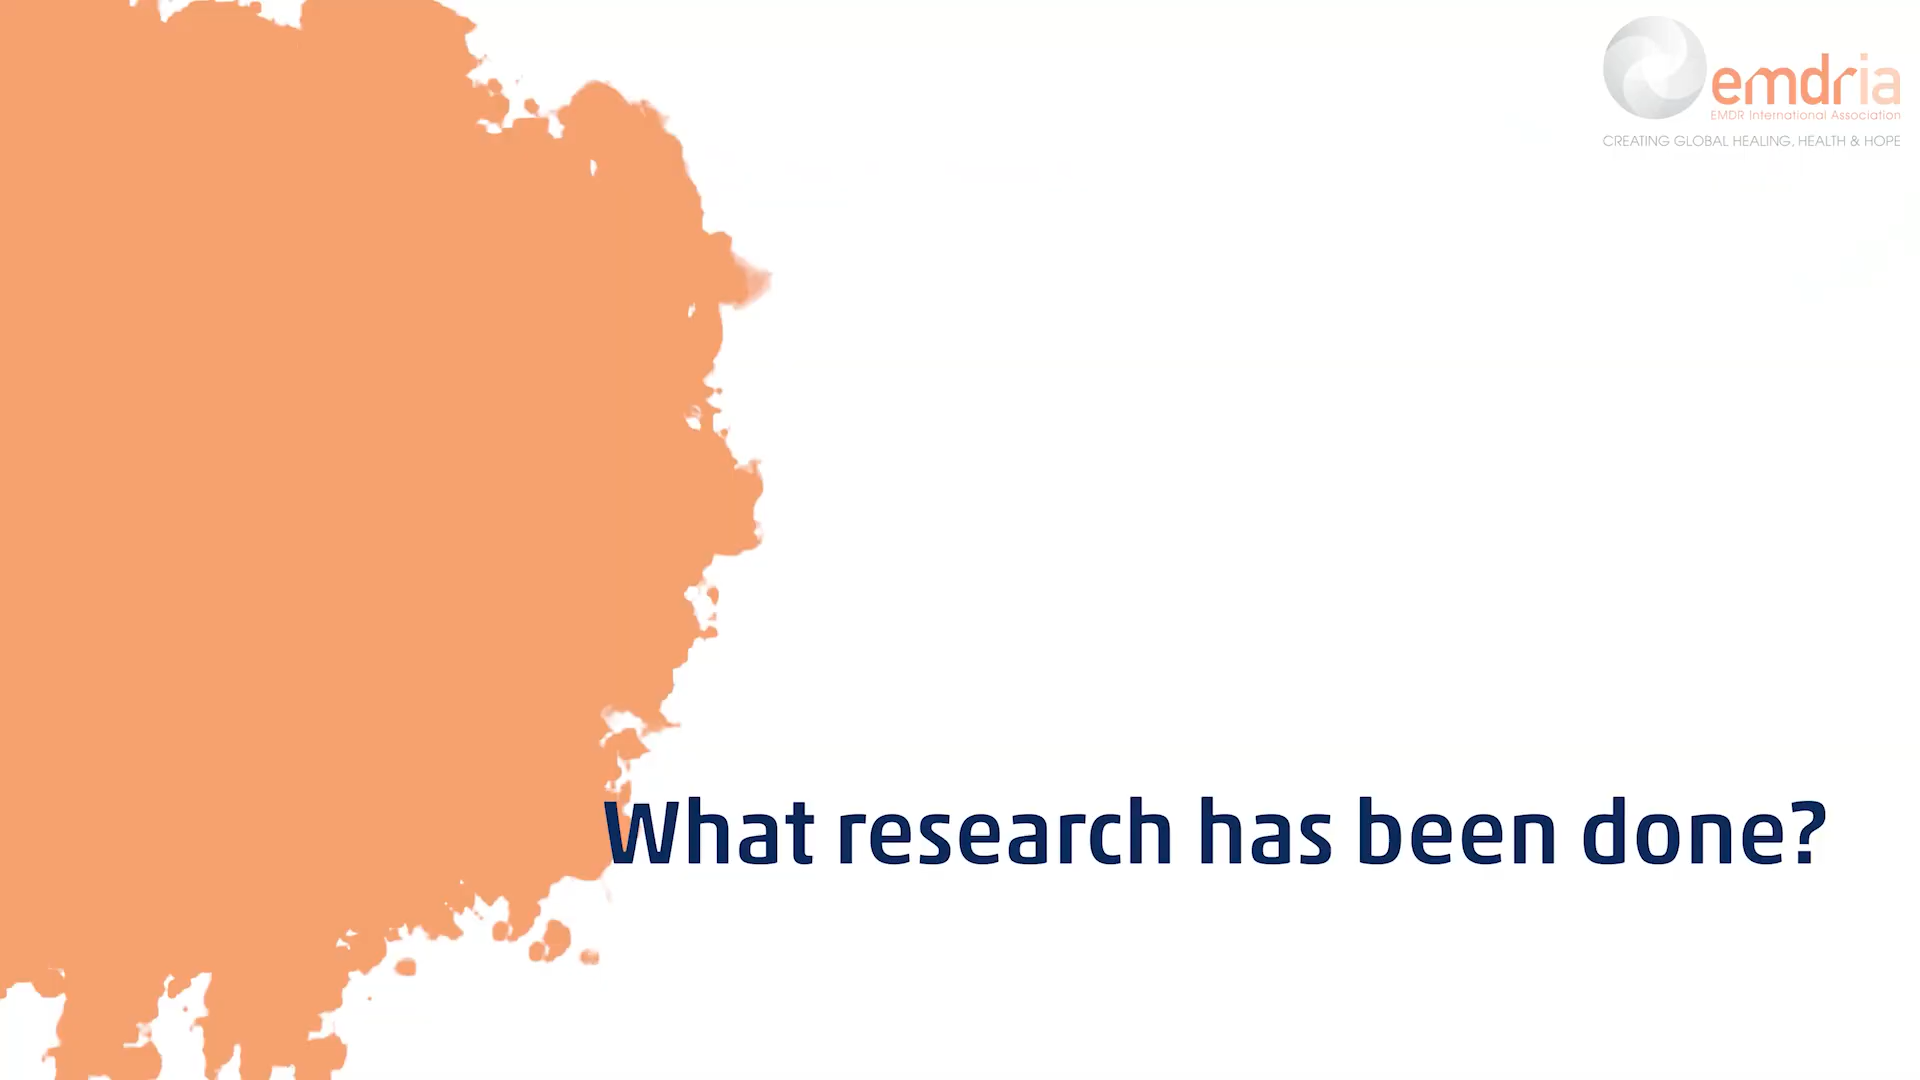 emdria
EMDR International Association
CREATING GLOBAL HEALING, HEALTH & HOPE
What research has been done?